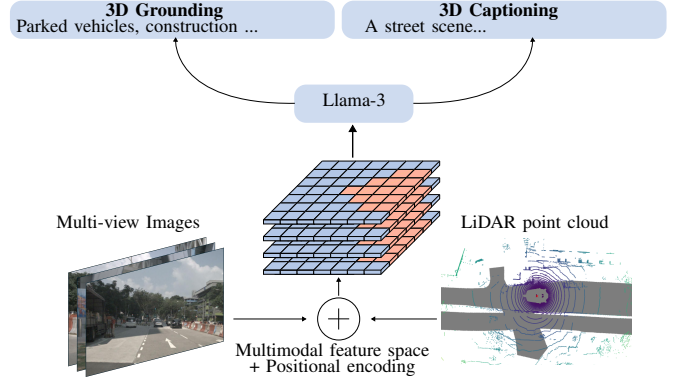 3D Grounding
Parked vehicles, construction ...
3D Captioning
A street scene...
Llama-3
Multi-view Images
LiDAR point cloud
Multimodal feature space
+ Positional encoding